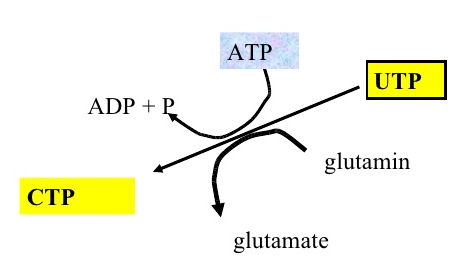 ATP
UTP
ADP + P
glutamin
CTP
glutamate